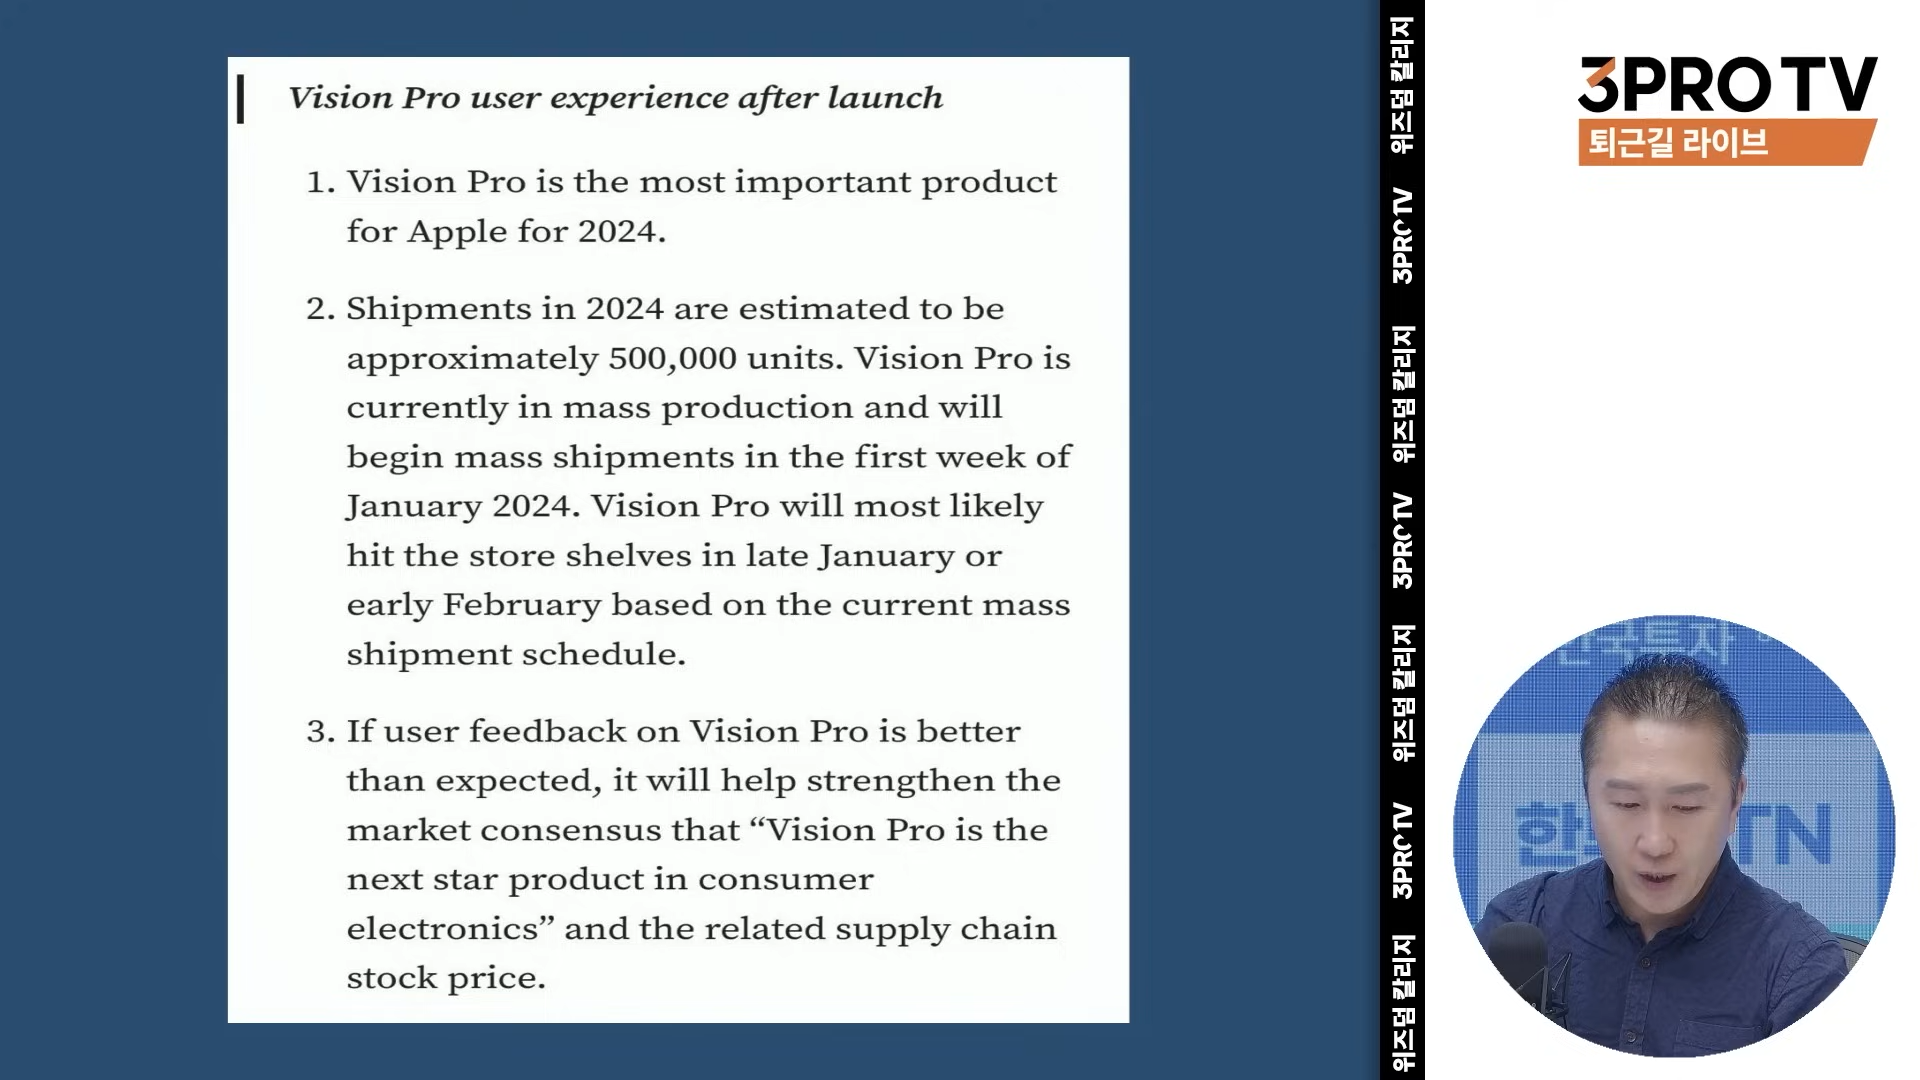 Vision Pro user experience after launch
1. Vision Pro is the most important product
for Apple for 2024.
2. Shipments in 2024 are estimated to be
approximately 500,000 units. Vision Pro is
currently in mass production and will
begin mass shipments in the first week of
January 2024. Vision Pro will most likely
hit the store shelves in late January or
early February based on the current mass
shipment schedule.
3. If user feedback on Vision Pro is better
than expected, it will help strengthen the
market consensus that “Vision Pro is the
next star product in consumer
electronics” and the related supply chain
stock price.
위즈덤 칼리지
3PROTV
위즈덤 칼리지
3PROTV
위즈덤 칼리지
3PROTV
위즈덤 칼리지
3PROTV
퇴근길 라이브
한국투자
한
TN